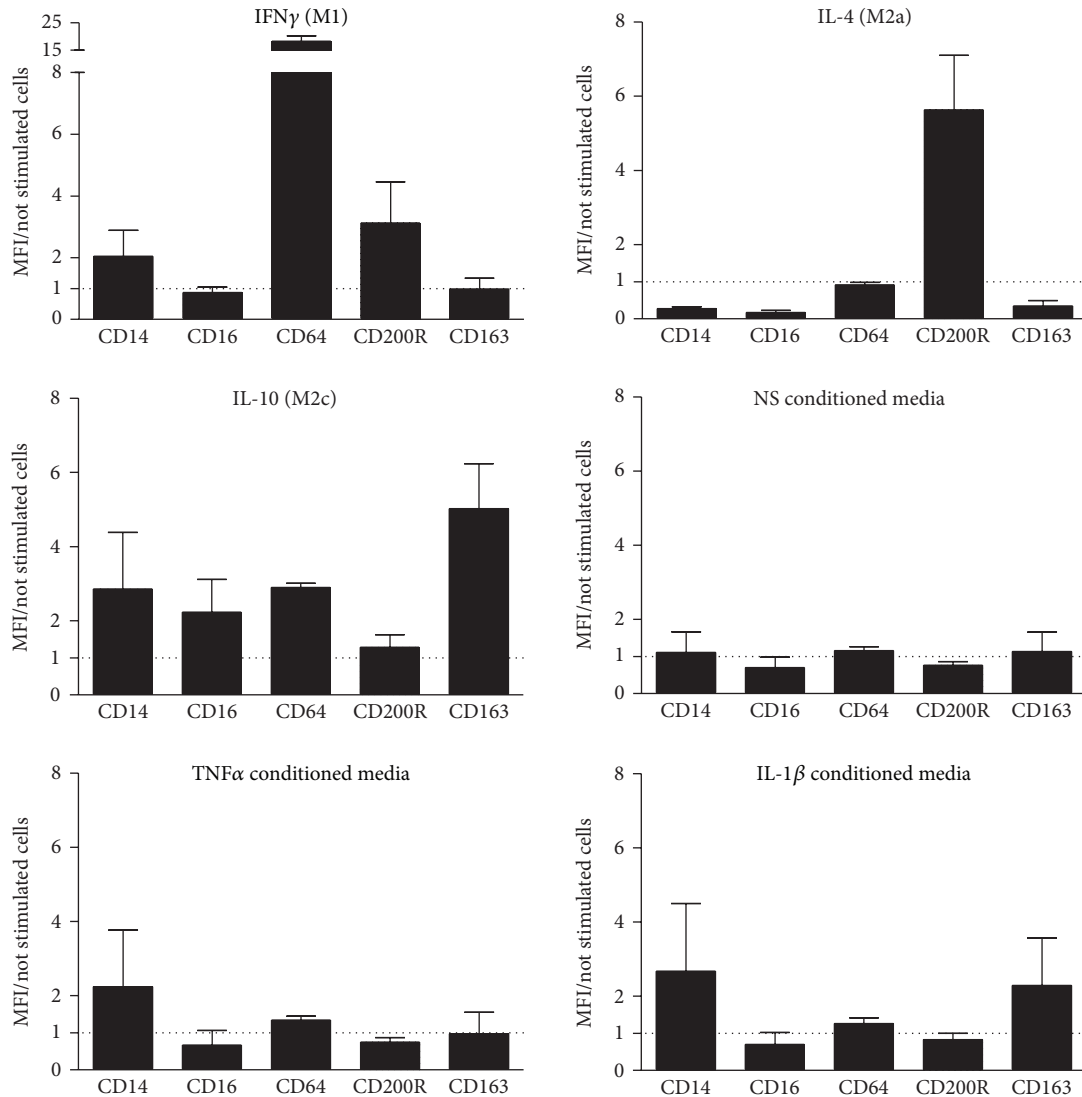 IFNγ (M1)
MFI/not stimulated cells
25
15
8
6
4
2
1
0
CD14 CD16 CD64 CD200R CD163
IL-4 (M2a)
MFI/not stimulated cells
8
6
4
2
1
0
CD14 CD16 CD64 CD200R CD163
IL-10 (M2c)
MFI/not stimulated cells
8
6
4
2
1
0
CD14 CD16 CD64 CD200R CD163
NS conditioned media
MFI/not stimulated cells
8
6
4
2
1
0
CD14 CD16 CD64 CD200R CD163
TNFα conditioned media
MFI/not stimulated cells
8
6
4
2
1
0
CD14 CD16 CD64 CD200R CD163
IL-1β conditioned media
MFI/not stimulated cells
8
6
4
2
1
0
CD14 CD16 CD64 CD200R CD163